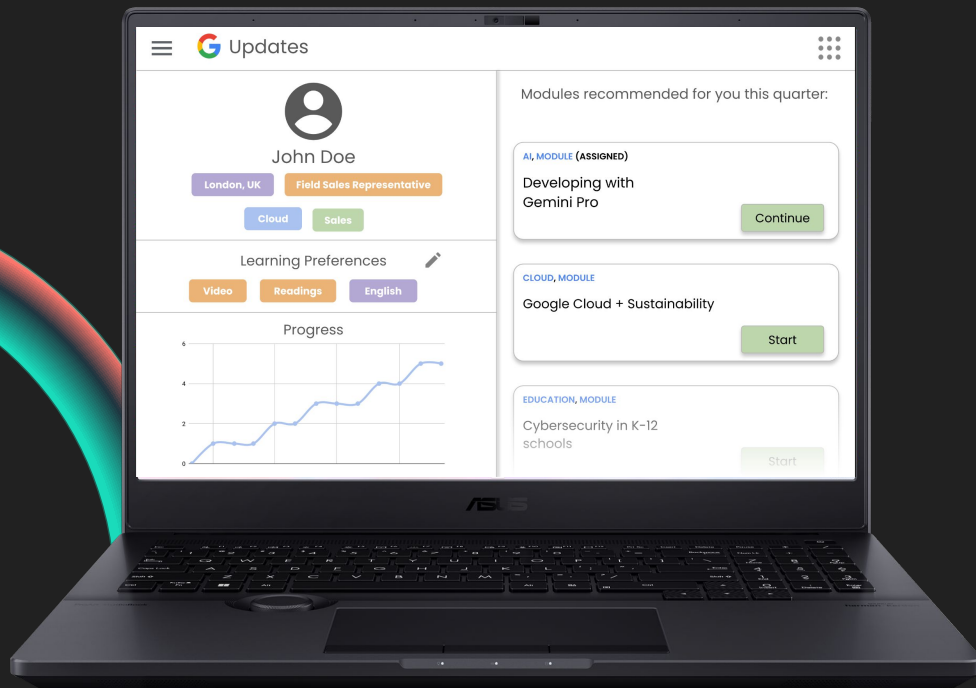 G Updates
John Doe
London, UK
Field Sales Representative
Cloud
Sales
Learning Preferences
Video
Readings
English
Progress
6
4
2
0
Modules recommended for you this quarter:
AI, MODULE (ASSIGNED)
Developing with
Gemini Pro
Continue
CLOUD, MODULE
Google Cloud + Sustainability
Start
EDUCATION, MODULE
Cybersecurity in K-12
schools
Start
ASUS